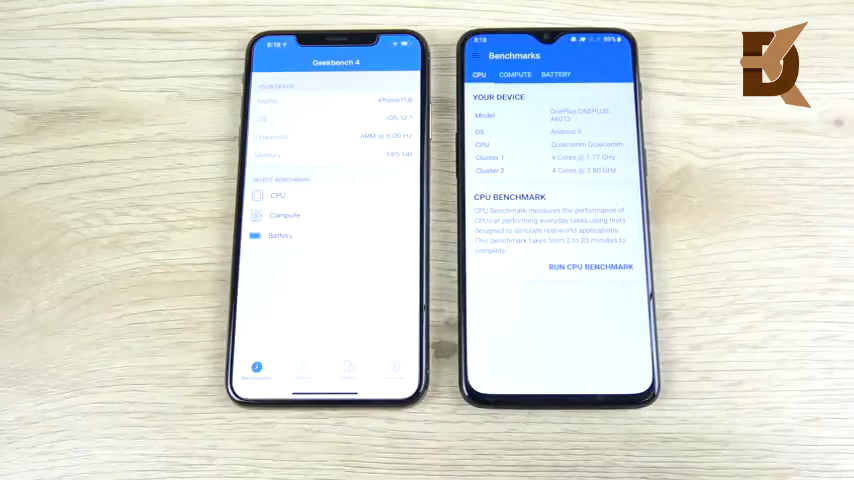 8:18
Geekbench 4
YOUR DEVICE
Model iPhone11,6
OS iOS 12.1
Processor ARM @ 0.00 Hz
Memory 3.65 GB
SELECT BENCHMARK
CPU
Compute
Battery
Benchmarks
8:18 89%
Benchmarks
CPU COMPUTE BATTERY
YOUR DEVICE
Model OnePlus ONEPLUS
A6013
OS Android 9
CPU Qualcomm Qualcomm
Cluster 1 4 Cores @ 1.77 GHz
Cluster 2 4 Cores @ 2.80 GHz
CPU BENCHMARK
CPU Benchmark measures the performance of
CPUs at performing everyday tasks using tests
designed to simulate real-world applications.
This benchmark takes from 2 to 20 minutes to
complete.
RUN CPU BENCHMARK